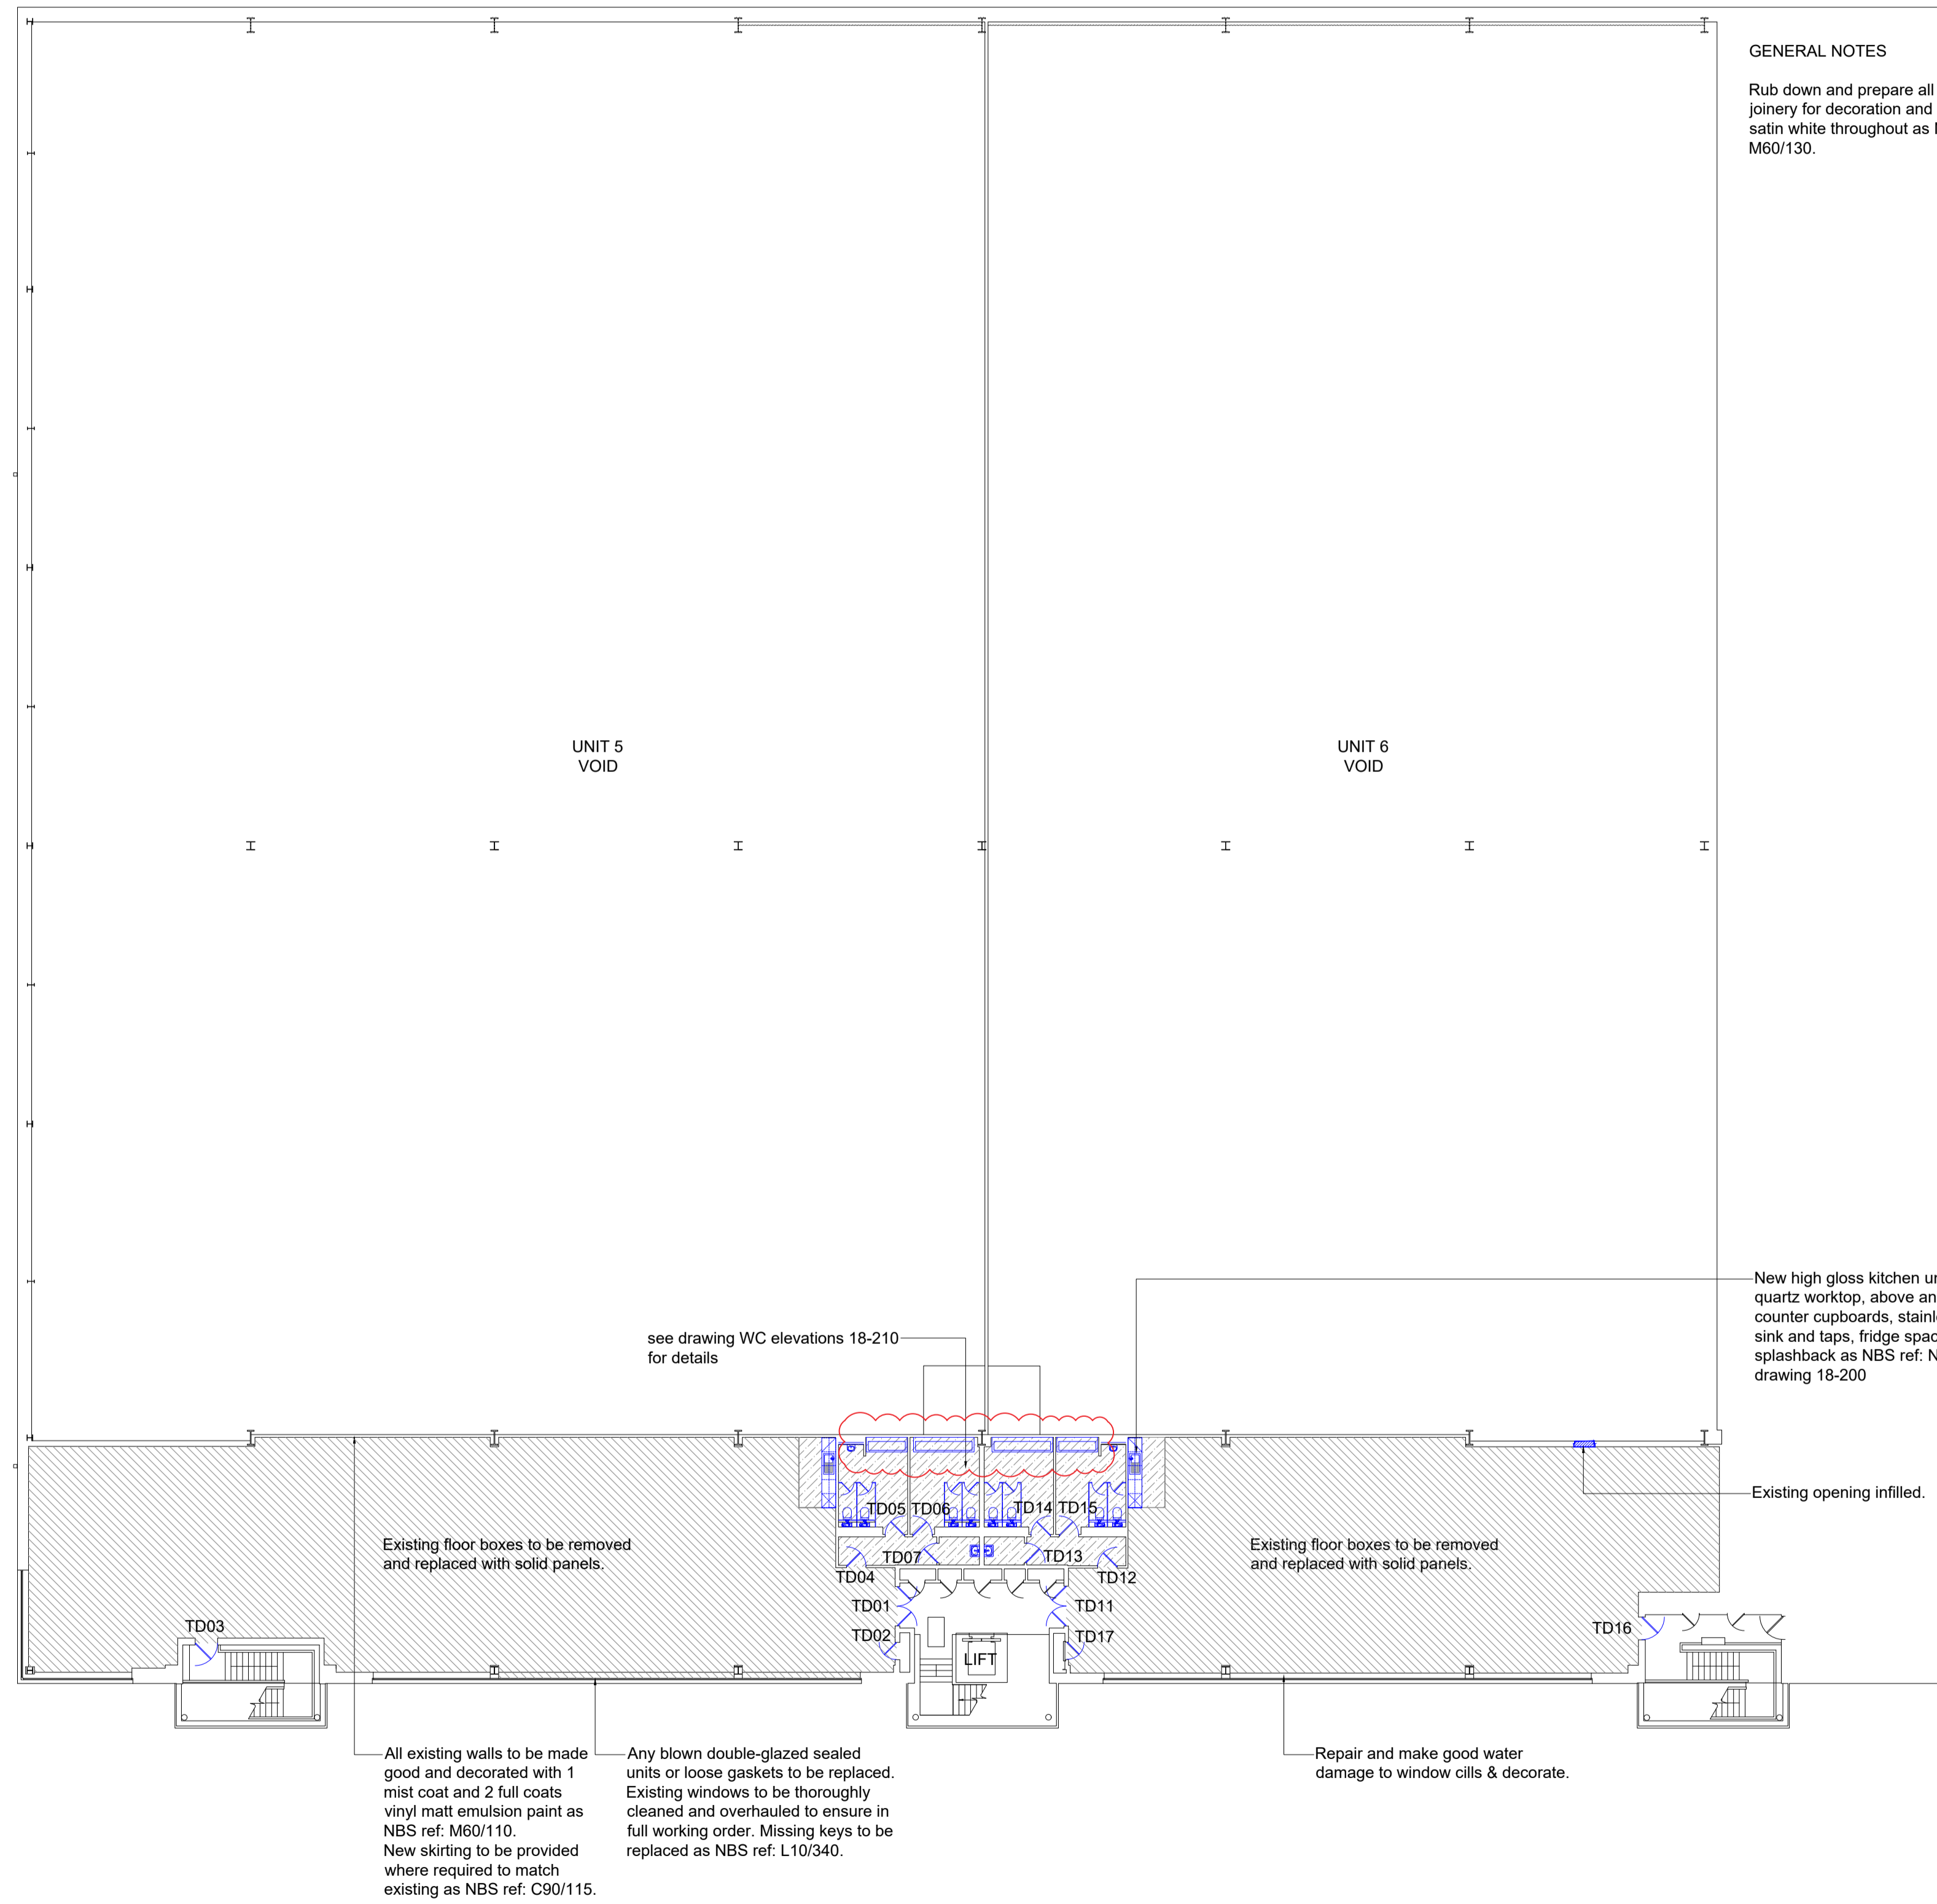 GENERAL NOTES
Rub down and prepare all
joinery for decoration and
satin white throughout as
M60/130.
UNIT 5
VOID
UNIT 6
VOID
New high gloss kitchen
quartz worktop, above
counter cupboards,
sink and taps, fridge
splashback as NBS ref:
drawing 18-200
see drawing WC elevations 18-210
for details
Existing opening infilled.
TD05
TD06
TD14
TD15
Existing floor boxes to be removed
and replaced with solid panels.
Existing floor boxes to be removed
and replaced with solid panels.
TD07
TD13
TD04
TD12
TD01
TD11
TD03
TD02
TD17
TD16
LIFT
All existing walls to be made
good and decorated with 1
mist coat and 2 full coats
vinyl matt emulsion paint as
NBS ref: M60/110.
New skirting to be provided
where required to match
existing as NBS ref: C90/115.
Any blown double-glazed sealed
units or loose gaskets to be replaced.
Existing windows to be thoroughly
cleaned and overhauled to ensure in
full working order. Missing keys to be
replaced as NBS ref: L10/340.
Repair and make good water
damage to window cills & decorate.